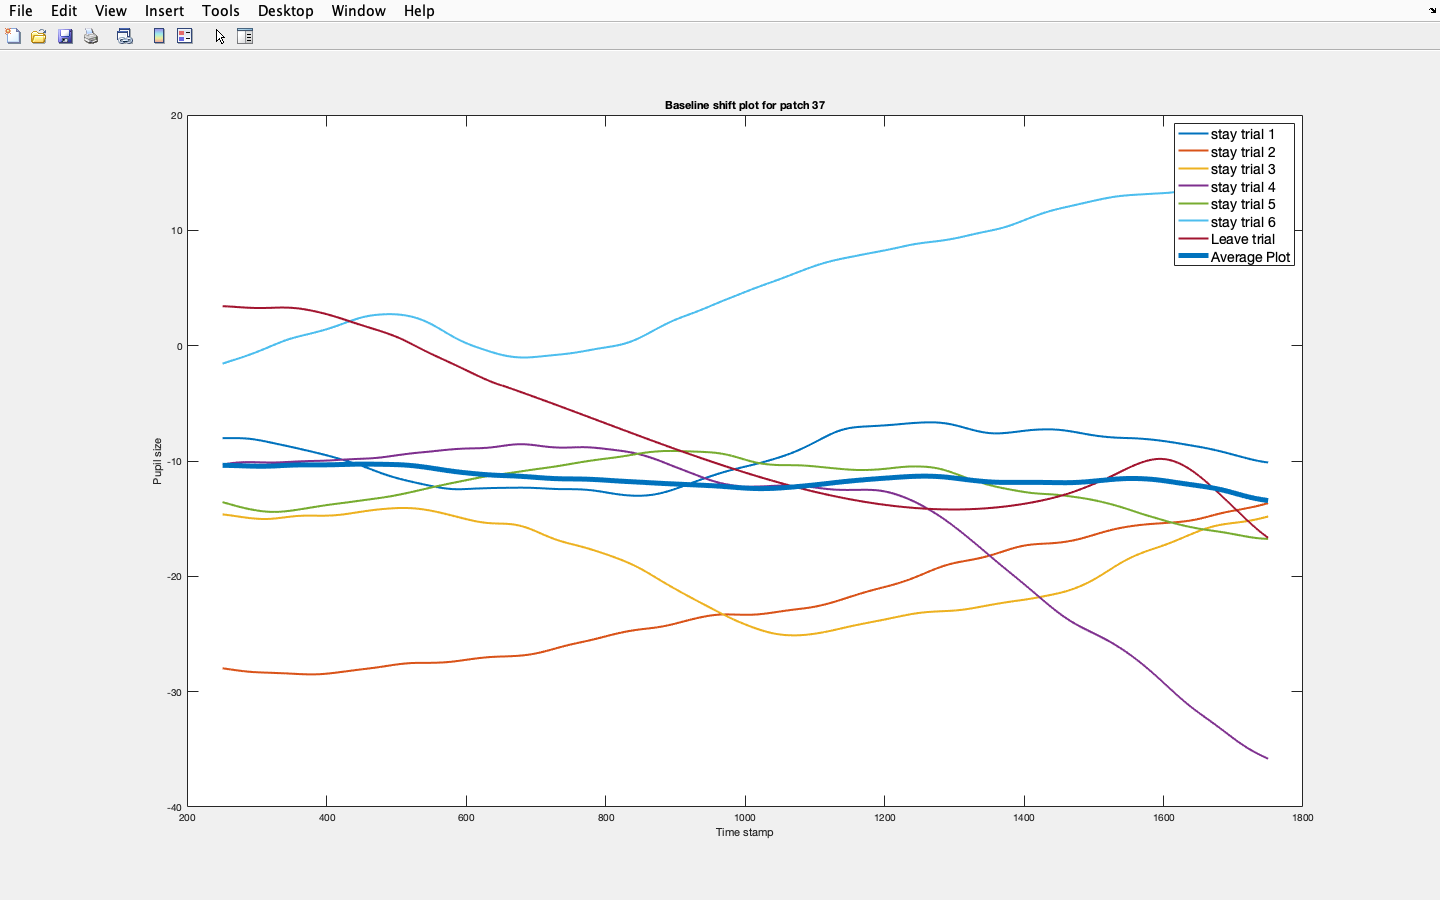 File Edit View Insert Tools Desktop Window Help
Baseline shift plot for patch 37
20
10
0
-10
-20
-30
-40
Pupil size
stay trial 1
stay trial 2
stay trial 3
stay trial 4
stay trial 5
stay trial 6
Leave trial
Average Plot
200 400 600 800 1000 1200 1400 1600 1800
Time stamp